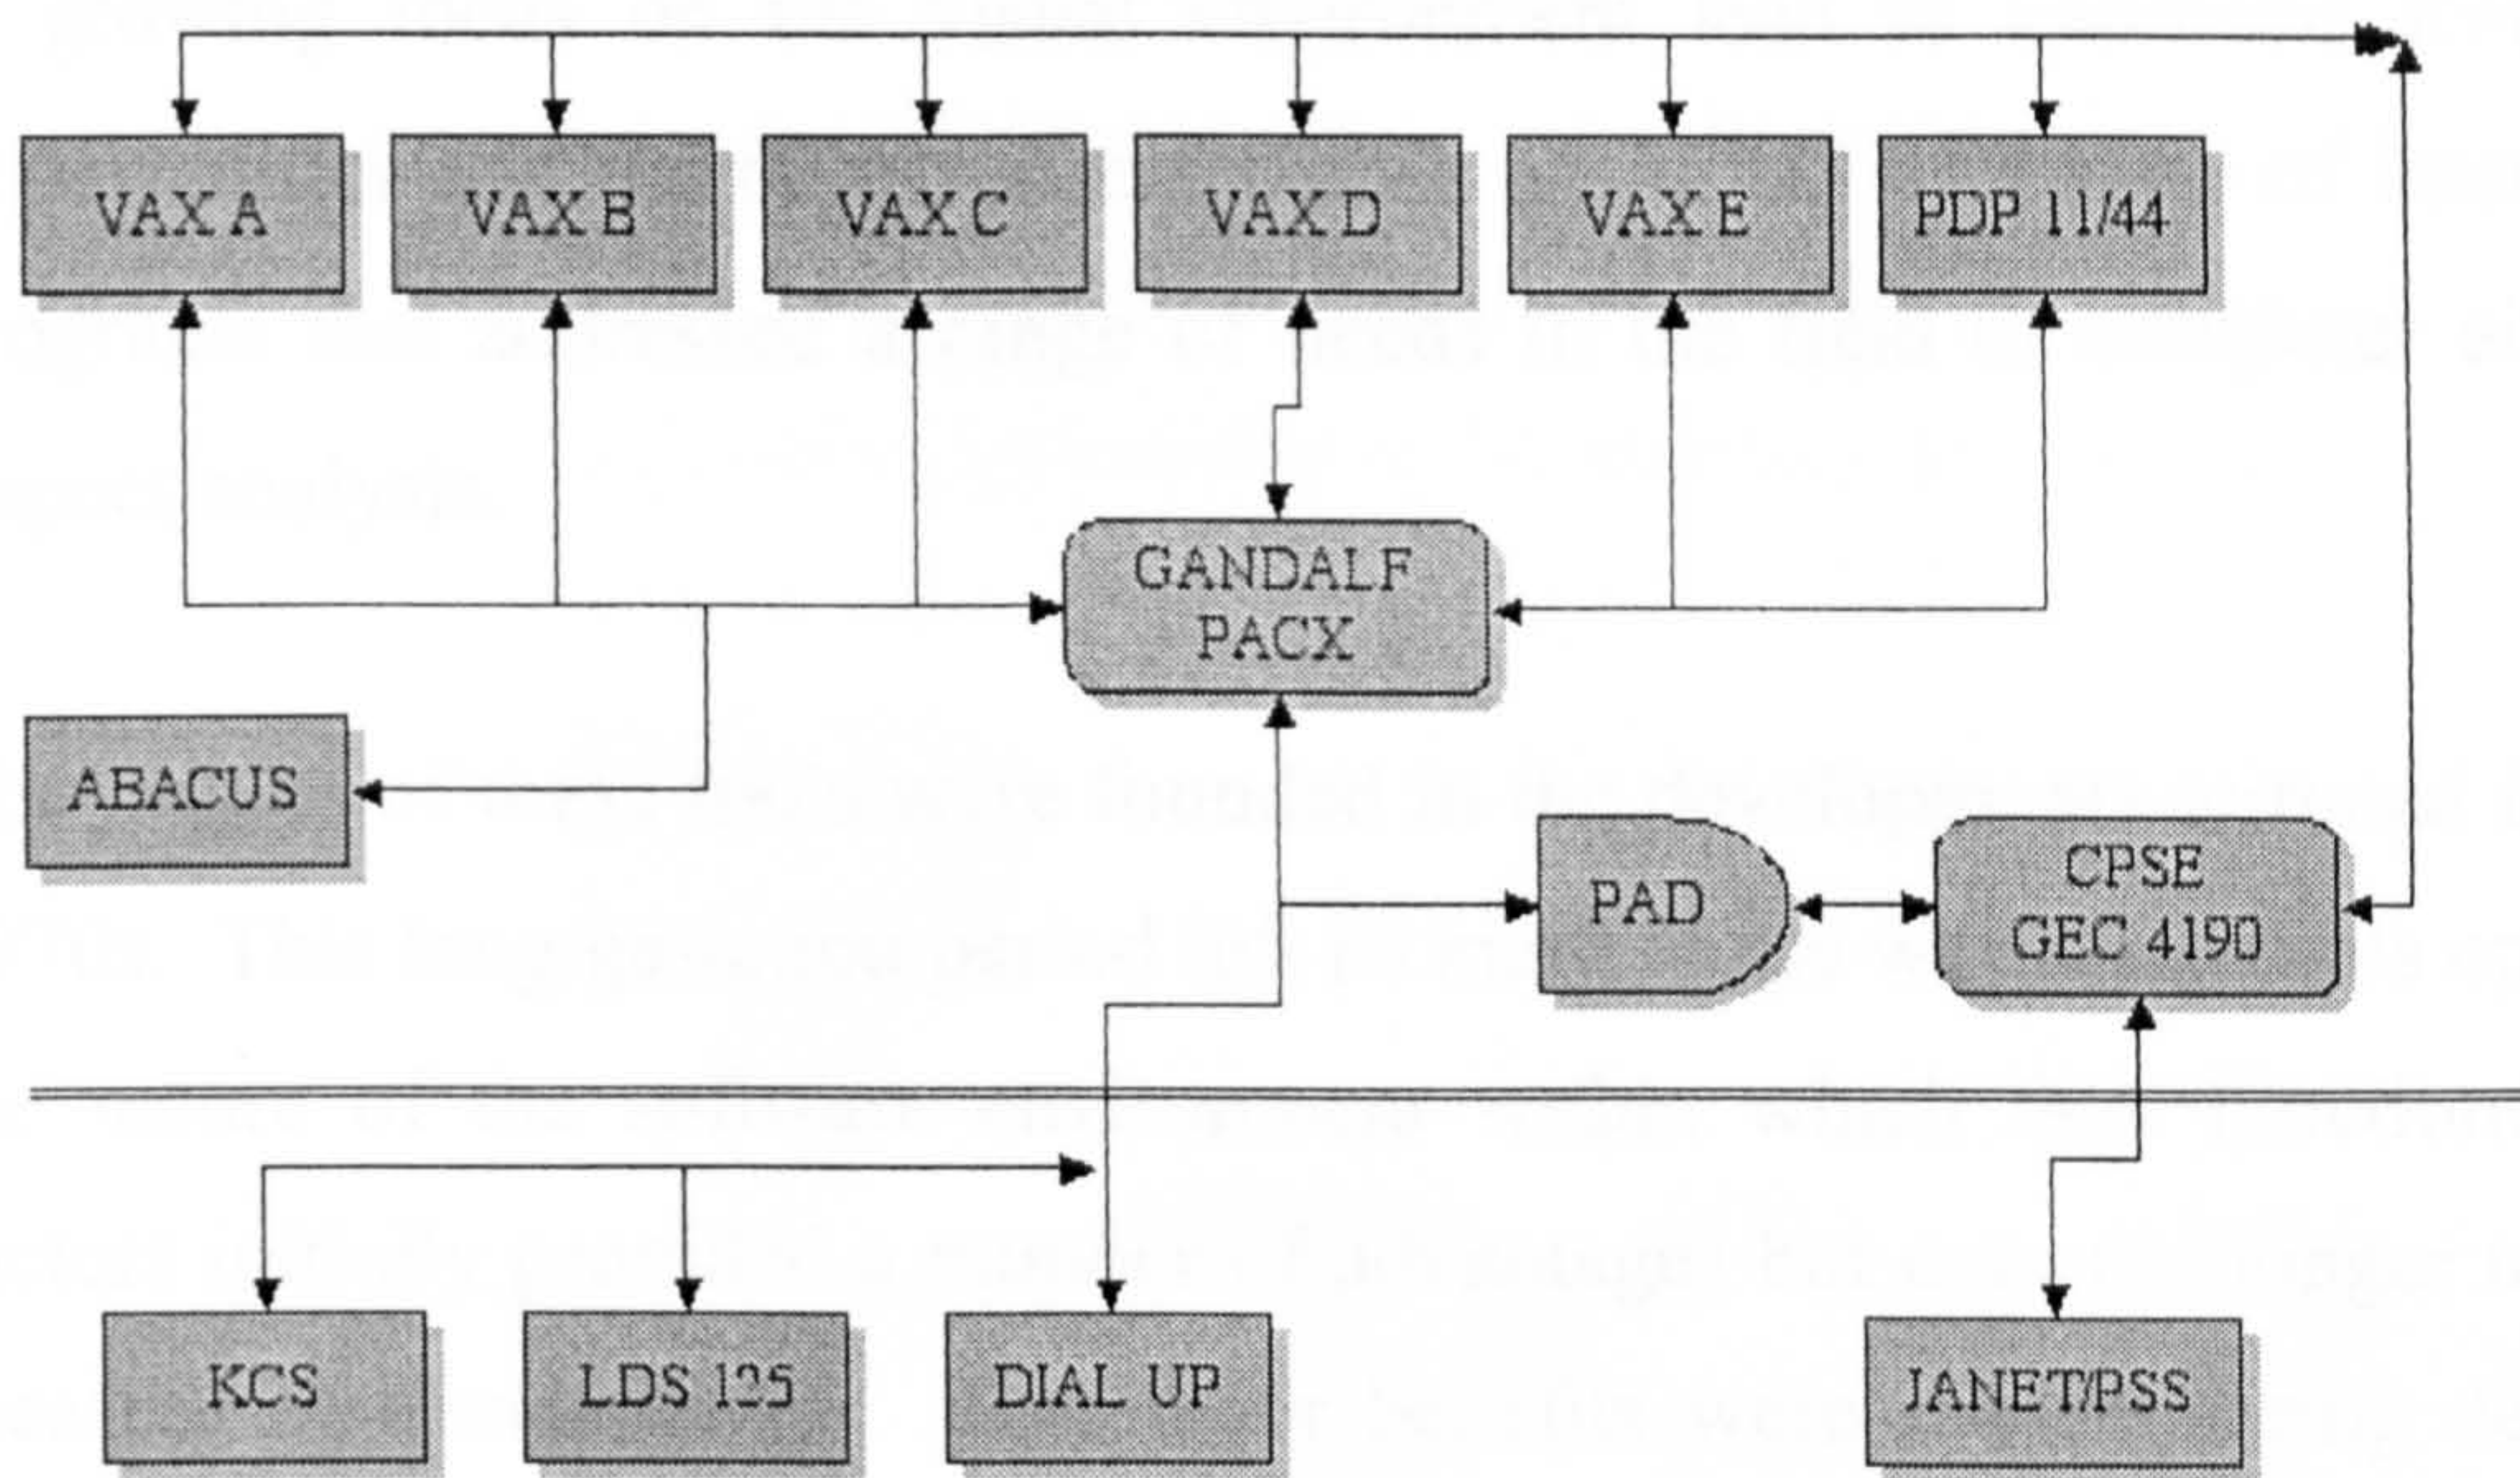 VAX A
VAX B
VAX C
VAX D
VAX E
PDP 11/44
GANDALF
PACX
ABACUS
PAD
CPSE
GEC 4190
KCS
LDS 125
DIAL UP
JANET/PSS